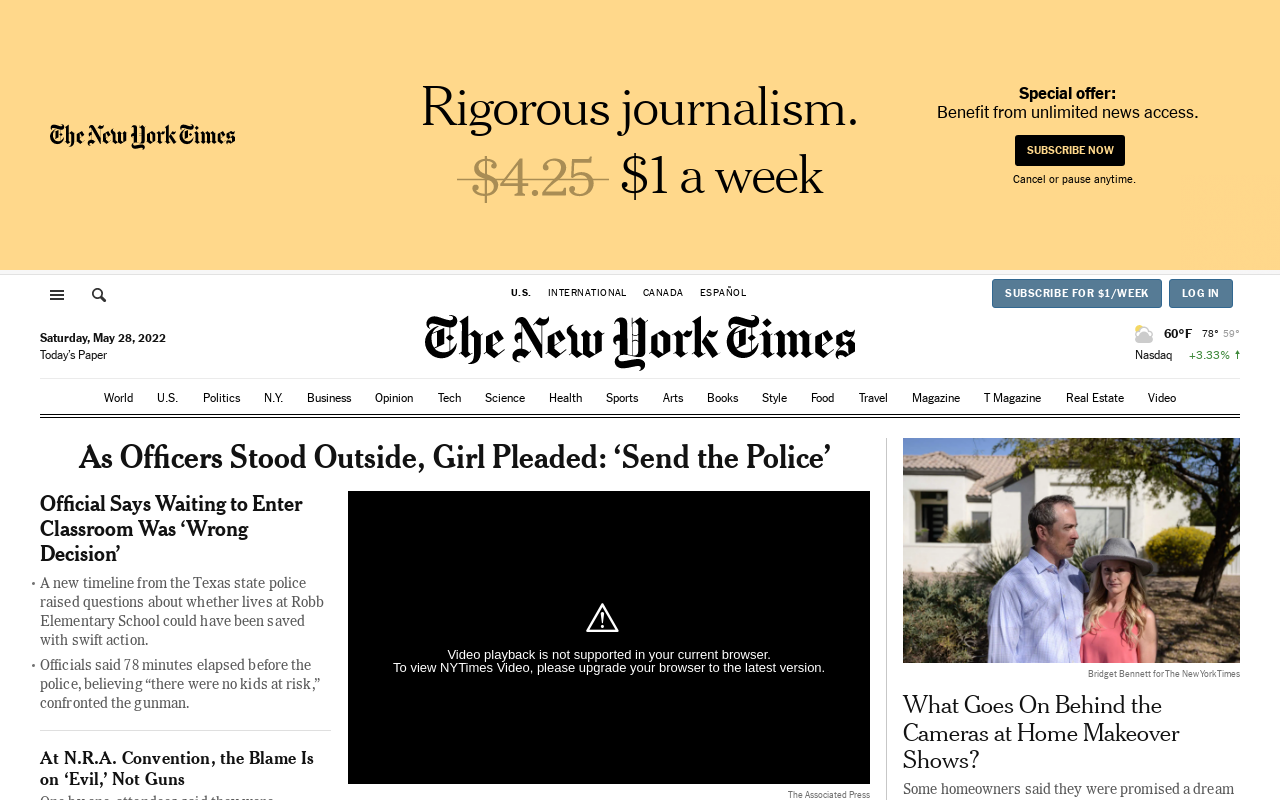 The New York Times
Rigorous journalism.
$4.25 $1 a week
Special offer:
Benefit from unlimited news access.
SUBSCRIBE NOW
Cancel or pause anytime.
U.S. INTERNATIONAL CANADA ESPAÑOL
SUBSCRIBE FOR $1/WEEK LOG IN
Saturday, May 28, 2022
Today's Paper
The New York Times
60°F 78° 59°
Nasdaq +3.33% ↑
World U.S. Politics N.Y. Business Opinion Tech Science Health Sports Arts Books Style Food Travel Magazine T Magazine Real Estate Video
As Officers Stood Outside, Girl Pleaded: ‘Send the Police’
Official Says Waiting to Enter
Classroom Was ‘Wrong
Decision’
• A new timeline from the Texas state police
raised questions about whether lives at Robb
Elementary School could have been saved
with swift action.
• Officials said 78 minutes elapsed before the
police, believing “there were no kids at risk,”
confronted the gunman.
At N.R.A. Convention, the Blame Is
on ‘Evil,’ Not Guns
One by one, attendees said they were
Video playback is not supported in your current browser.
To view NYTimes Video, please upgrade your browser to the latest version.
The Associated Press
Bridget Bennett for The New York Times
What Goes On Behind the
Cameras at Home Makeover
Shows?
Some homeowners said they were promised a dream